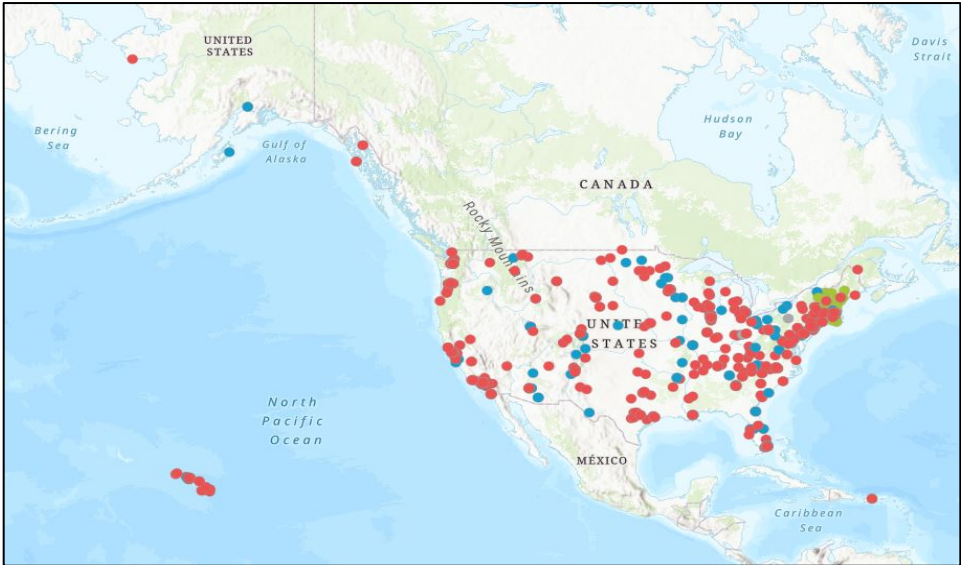 UNITED
STATES
Davis
Strait
Bering
Sea
Gulf of
Alaska
Hudson
Bay
CANADA
Rocky Mountains
UNITE
STATES
North
Pacific
Ocean
MÉXICO
Caribbean
Sea